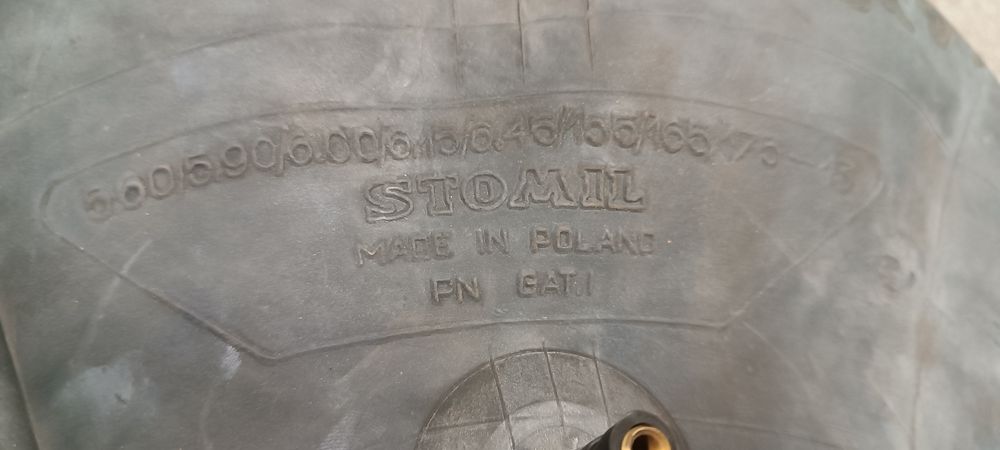 5.60/5.90/6.00/6.15/6.45/155/165/175-13
STOMIL
MADE IN POLAND
PN GAT.I